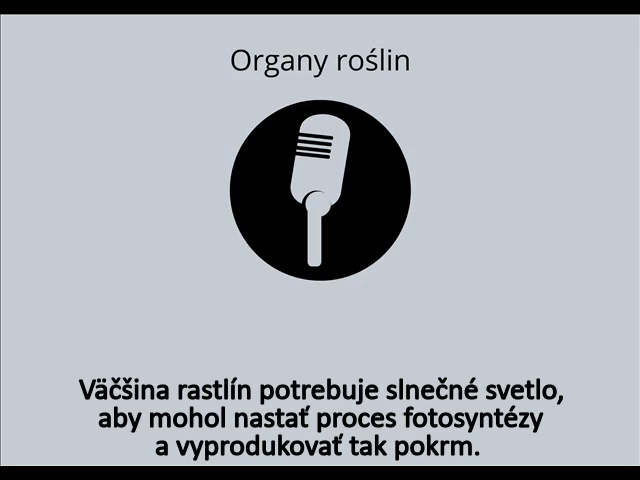 Organy roślin
Väčšina rastlín potrebuje slnečné svetlo,
aby mohol nastať proces fotosyntézy
a vyprodukovať tak pokrm.